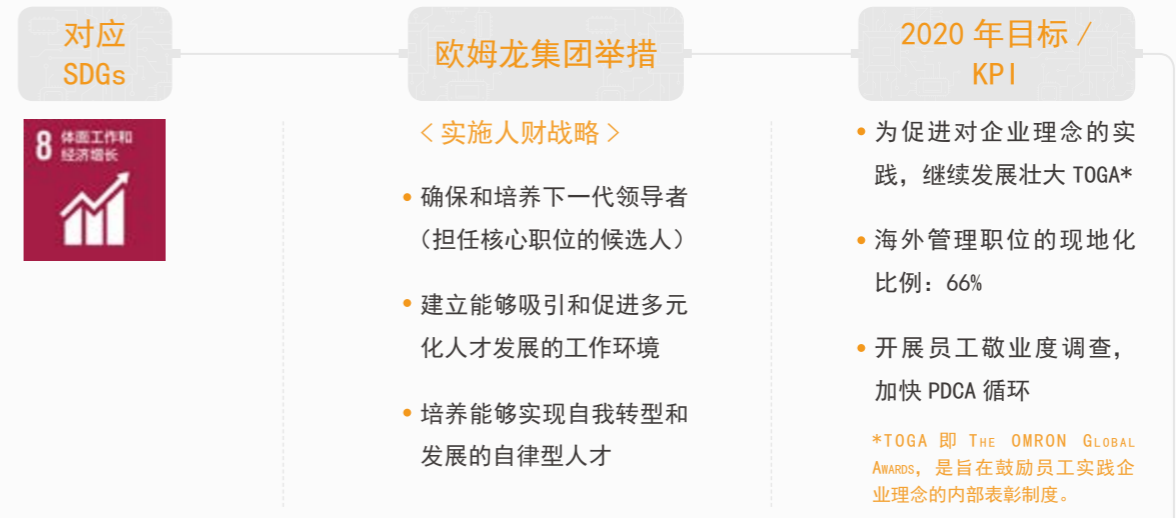 对应
SDGs
欧姆龙集团举措
2020 年目标 /
KPI
8 体面工作和
经济增长
< 实施人财战略 >
• 确保和培养下一代领导者
（担任核心职位的候选人）
• 建立能够吸引和促进多元
化人才发展的工作环境
• 培养能够实现自我转型和
发展的自律型人才
• 为促进对企业理念的实
践，继续发展壮大 TOGA*
• 海外管理职位的现地化
比例：66%
• 开展员工敬业度调查，
加快 PDCA 循环
*TOGA 即 The OMRON Global
Awards，是旨在鼓励员工实践企
业理念的内部表彰制度。